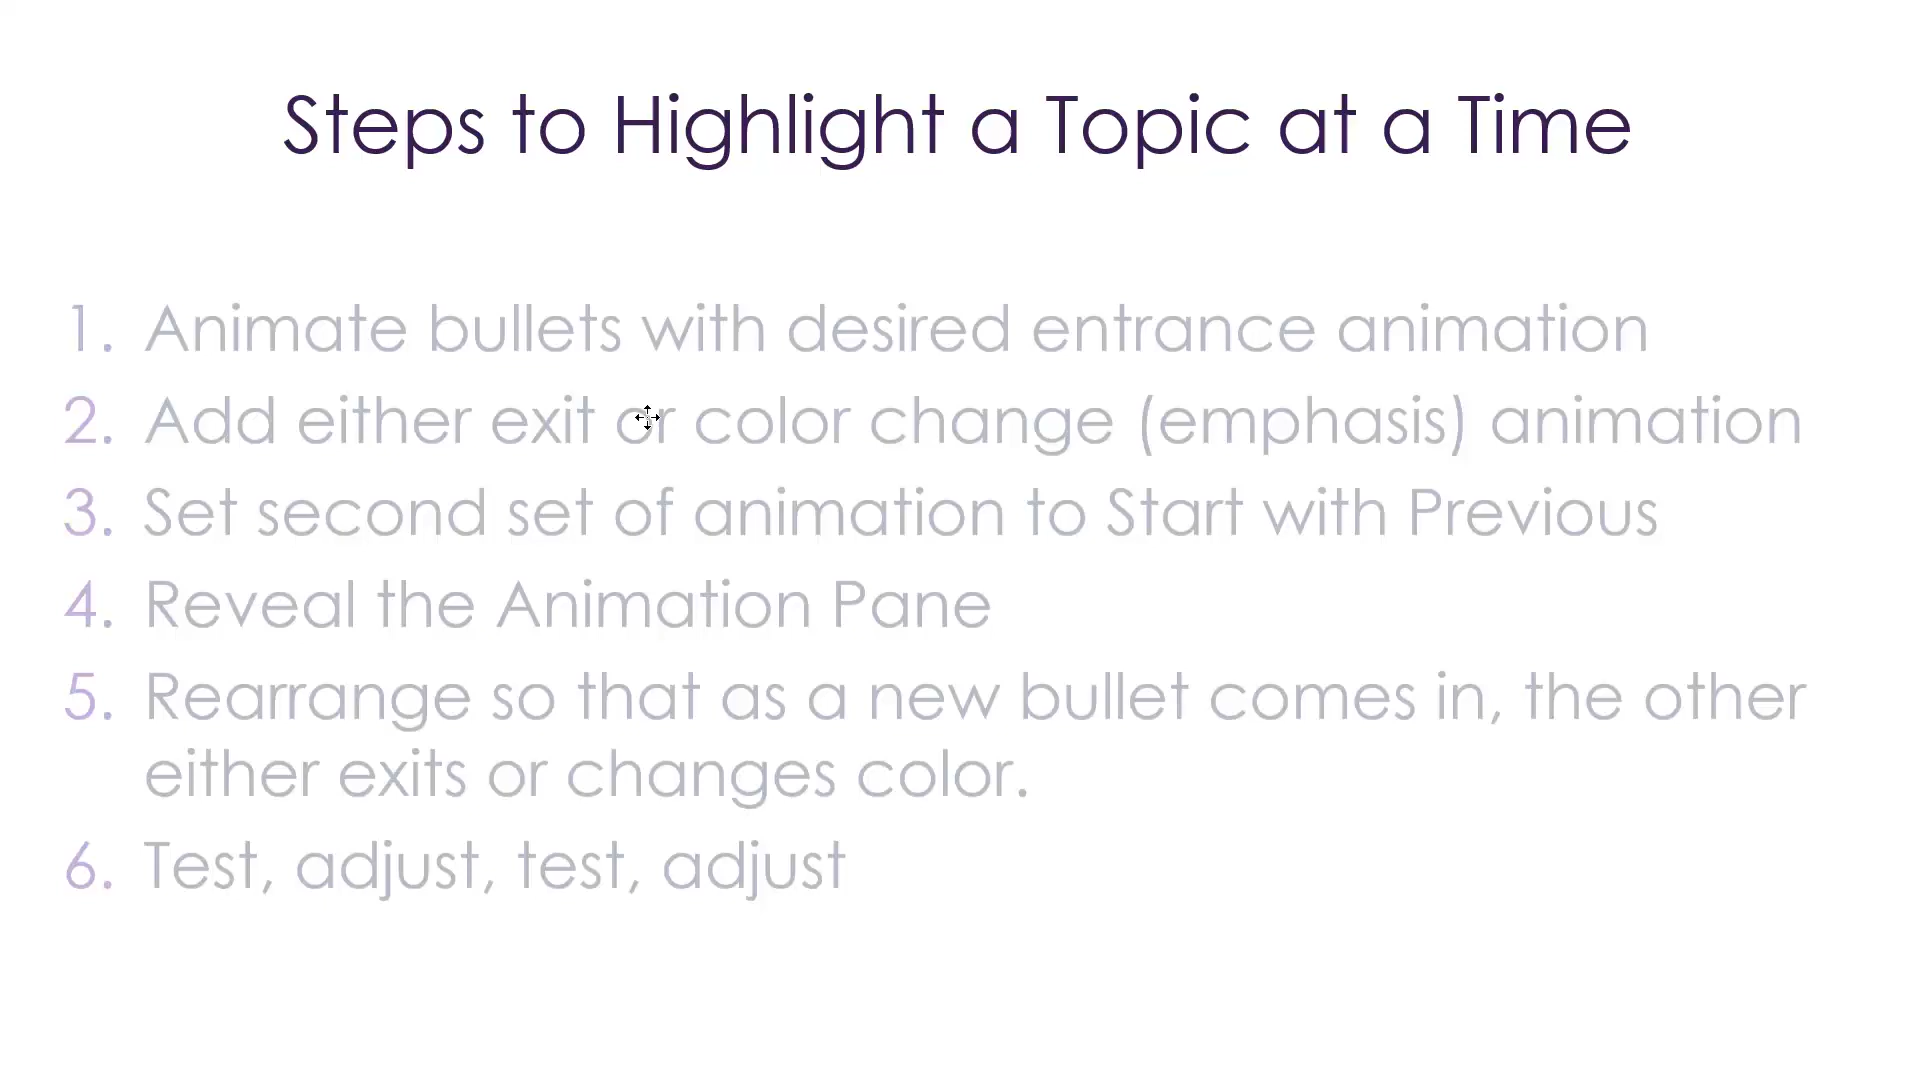 Steps to Highlight a Topic at a Time
1. Animate bullets with desired entrance animation
2. Add either exit or color change (emphasis) animation
3. Set second set of animation to Start with Previous
4. Reveal the Animation Pane
5. Rearrange so that as a new bullet comes in, the other
either exits or changes color.
6. Test, adjust, test, adjust